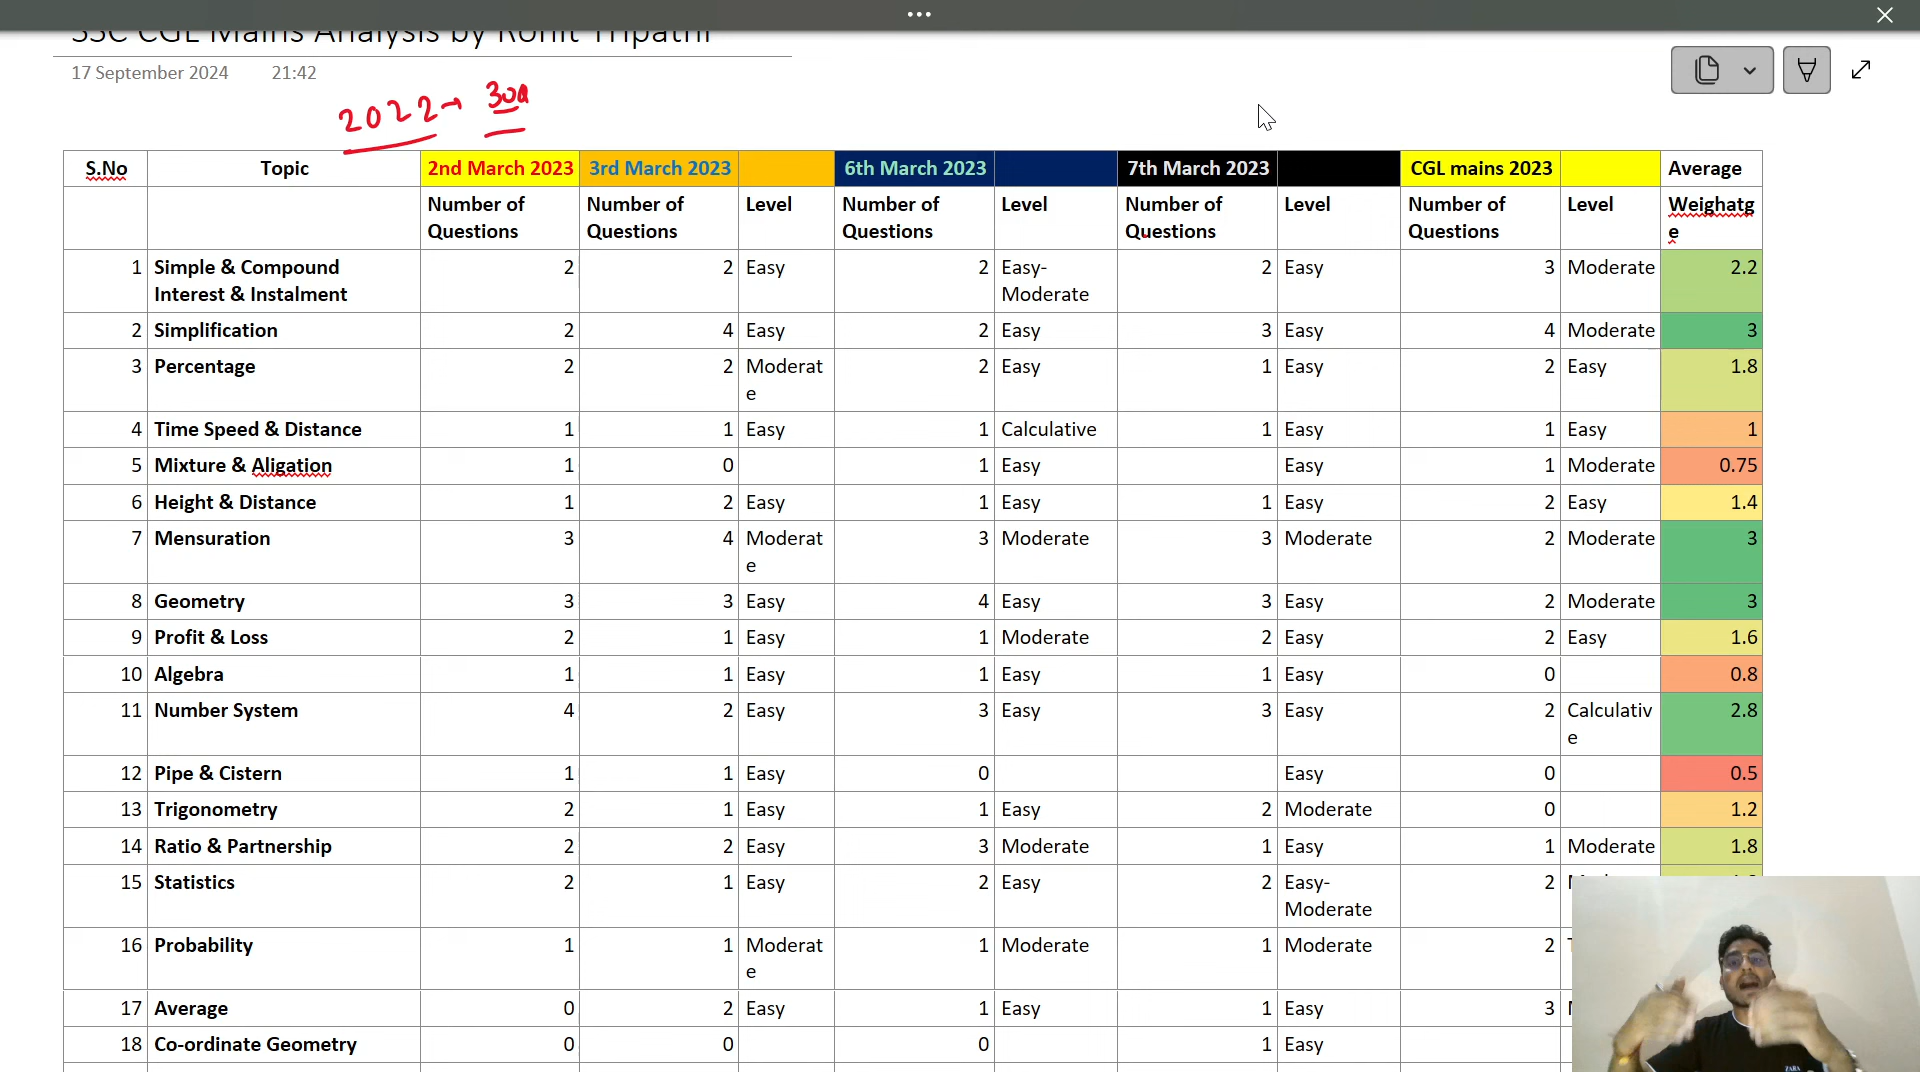 SSC CGL Mains Analysis by Rohit Tripathi
17 September 2024 21:42
2022→ 30Q
S.No Topic 2nd March 2023 3rd March 2023 6th March 2023 7th March 2023 CGL mains 2023 Average
Number of Questions Number of Questions Level Number of Questions Level Number of Questions Level Number of Questions Level Weighatge
1 Simple & Compound Interest & Instalment 2 2 Easy 2 Easy-Moderate 2 Easy 3 Moderate 2.2
2 Simplification 2 4 Easy 2 Easy 3 Easy 4 Moderate 3
3 Percentage 2 2 Moderate 2 Easy 1 Easy 2 Easy 1.8
4 Time Speed & Distance 1 1 Easy 1 Calculative 1 Easy 1 Easy 1
5 Mixture & Aligation 1 0 1 Easy Easy 1 Moderate 0.75
6 Height & Distance 1 2 Easy 1 Easy 1 Easy 2 Easy 1.4
7 Mensuration 3 4 Moderate 3 Moderate 3 Moderate 2 Moderate 3
8 Geometry 3 3 Easy 4 Easy 3 Easy 2 Moderate 3
9 Profit & Loss 2 1 Easy 1 Moderate 2 Easy 2 Easy 1.6
10 Algebra 1 1 Easy 1 Easy 1 Easy 0 0.8
11 Number System 4 2 Easy 3 Easy 3 Easy 2 Calculative 2.8
12 Pipe & Cistern 1 1 Easy 0 Easy 0 0.5
13 Trigonometry 2 1 Easy 1 Easy 2 Moderate 0 1.2
14 Ratio & Partnership 2 2 Easy 3 Moderate 1 Easy 1 Moderate 1.8
15 Statistics 2 1 Easy 2 Easy 2 Easy-Moderate 2
16 Probability 1 1 Moderate 1 Moderate 1 Moderate 2
17 Average 0 2 Easy 1 Easy 1 Easy 3
18 Co-ordinate Geometry 0 0 0 1 Easy
ZARA